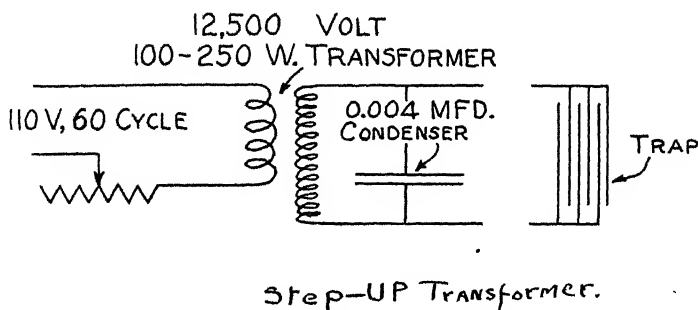 12,500 VOLT
100-250 W. TRANSFORMER
110 V, 60 CYCLE
0.004 MFD.
CONDENSER
TRAP
Step-UP Transformer.